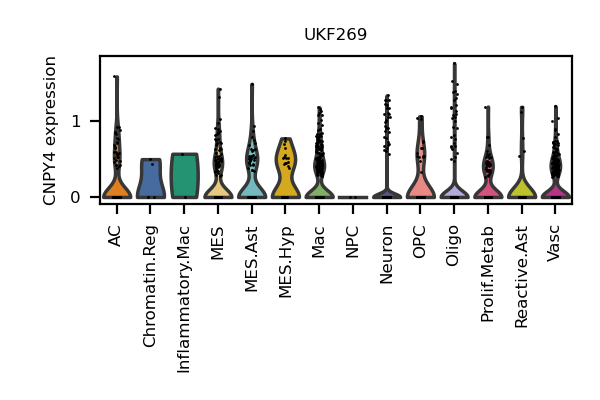 UKF269
CNPY4 expression
1
0
AC
Chromatin.Reg
Inflammatory.Mac
MES
MES.Ast
MES.Hyp
Mac
NPC
Neuron
OPC
Oligo
Prolif.Metab
Reactive.Ast
Vasc